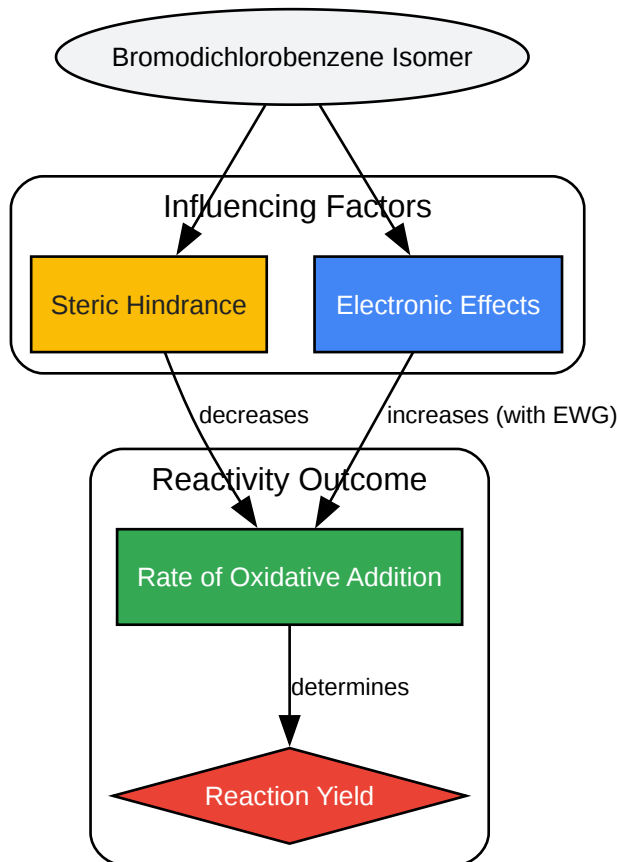 Bromodichlorobenzene Isomer
Influencing Factors
Steric Hindrance
Electronic Effects
decreases
increases (with EWG)
Reactivity Outcome
Rate of Oxidative Addition
determines
Reaction Yield